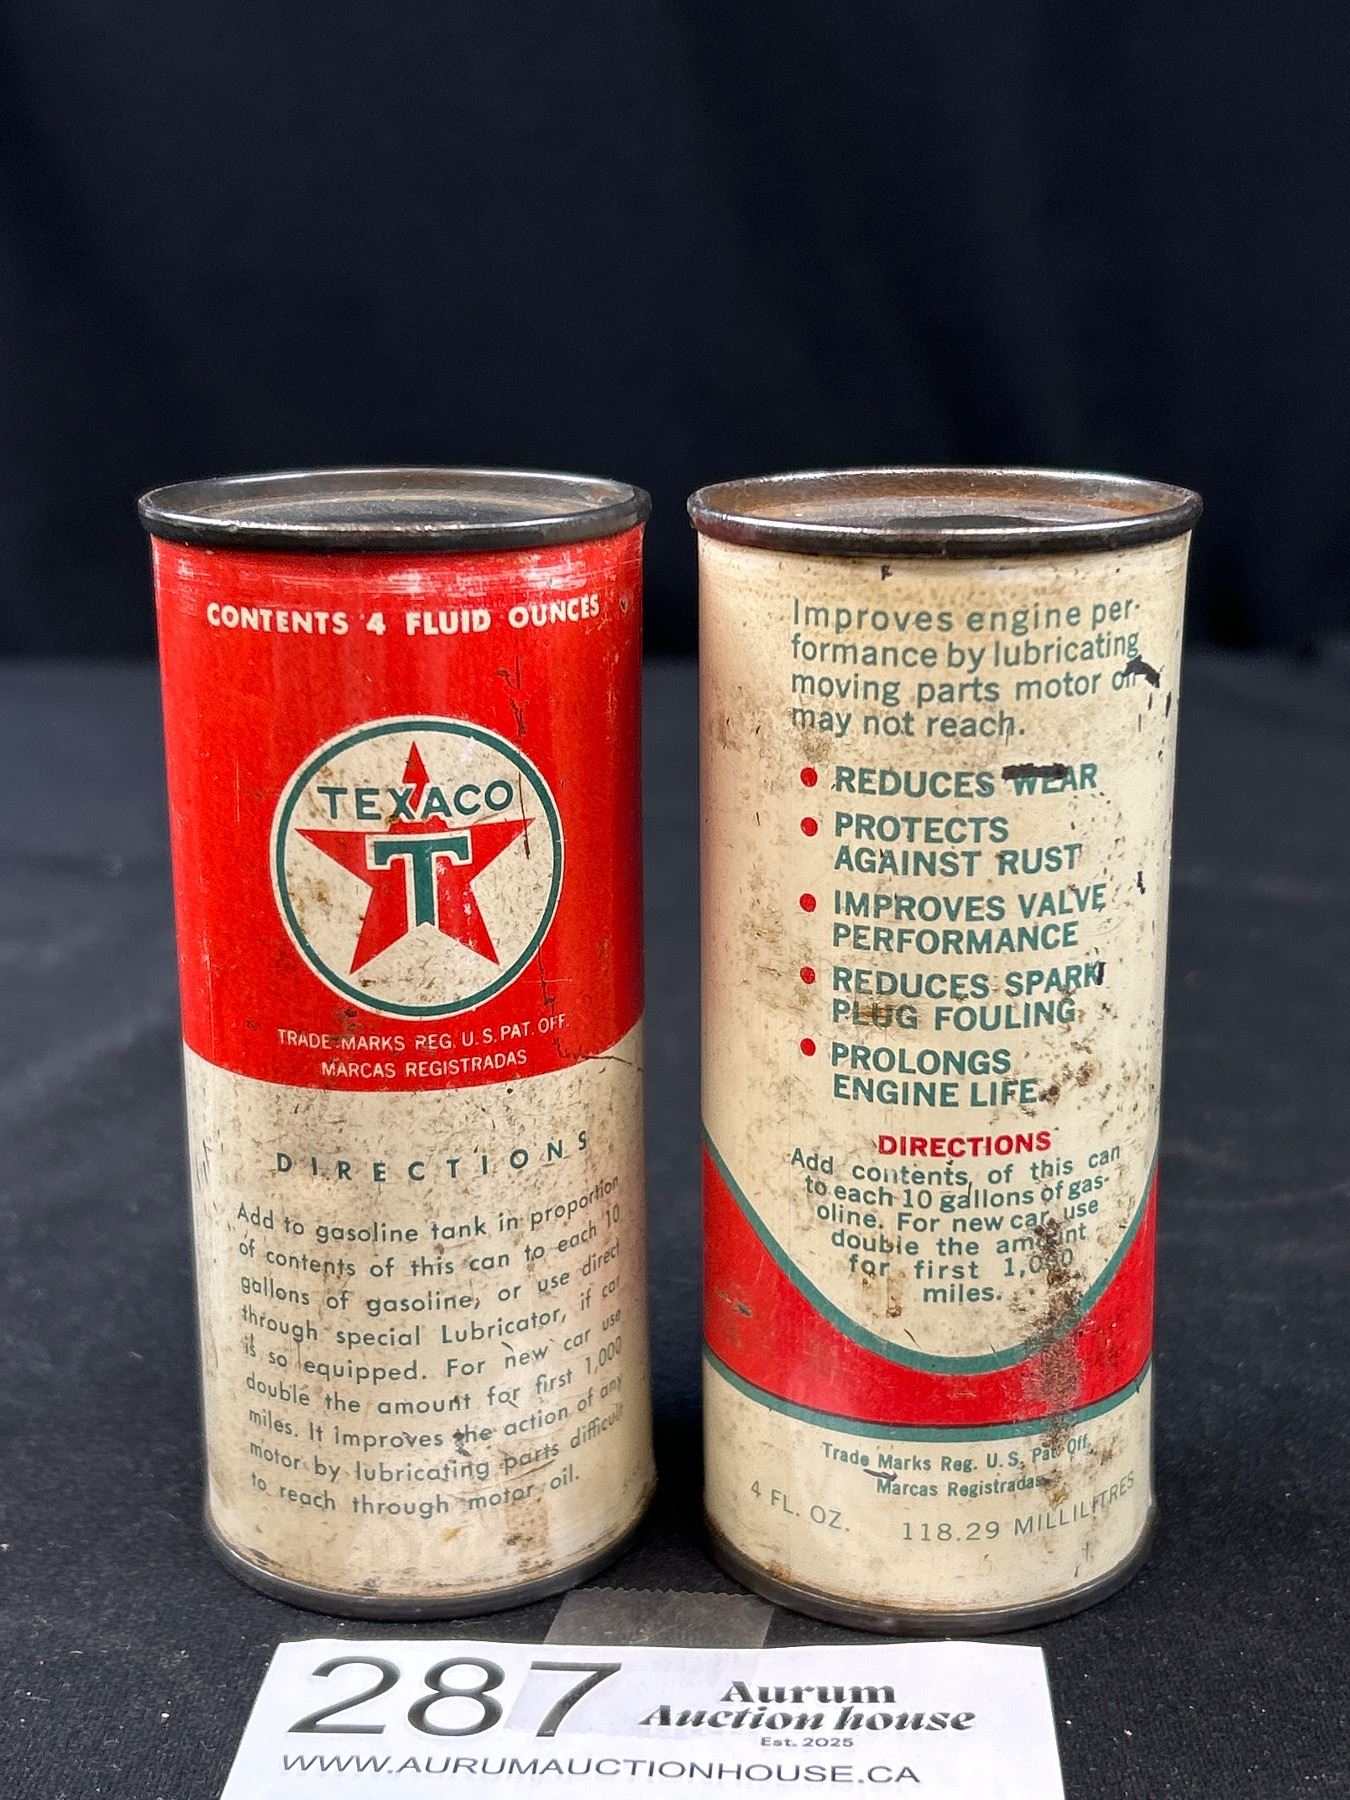 CONTENTS 4 FLUID OUNCES
TEXACO
T
TRADE-MARKS REG. U.S. PAT. OFF.
MARCAS REGISTRADAS
DIRECTIONS
Add to gasoline tank in proportion
of contents of this can to each 10
gallons of gasoline, or use direct
through special Lubricator, if car
is so equipped. For new car use
double the amount for first 1,000
miles. It improves the action of any
motor by lubricating parts difficult
to reach through motor oil.
Improves engine per-
formance by lubricating
moving parts motor oil
may not reach.
• REDUCES WEAR
• PROTECTS
AGAINST RUST
• IMPROVES VALVE
PERFORMANCE
• REDUCES SPARK
PLUG FOULING
• PROLONGS
ENGINE LIFE.
DIRECTIONS
Add contents of this can
to each 10 gallons of gas-
oline. For new car, use
double the amount
for first 1,000
miles.
Trade Marks Reg. U.S. Pat. Off.
Marcas Registradas
4 FL. OZ. 118.29 MILLILITRES
287
Aurum
Auction house
Est. 2025
WWW.AURUMAUCTIONHOUSE.CA